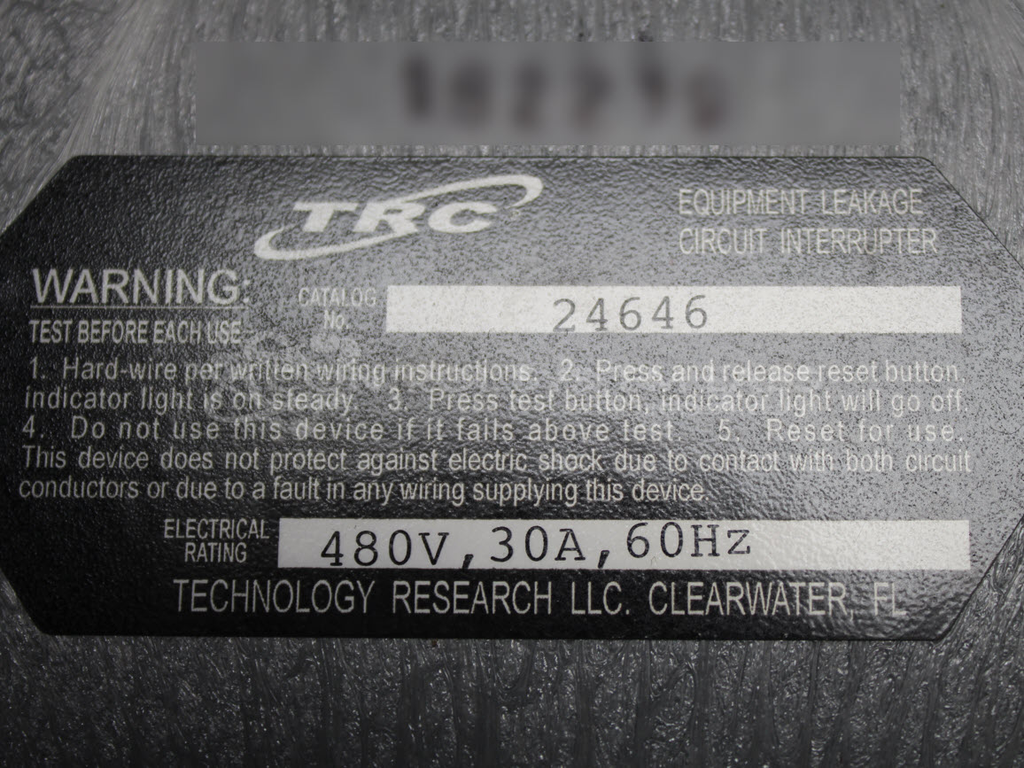 TRC
EQUIPMENT LEAKAGE
CIRCUIT INTERRUPTER
WARNING:
TEST BEFORE EACH USE
CATALOG
No.
24646
1. Hard-wire per written wiring instructions. 2. Press and release reset button
indicator light is on steady. 3. Press test button, indicator light will go off.
4. Do not use this device if it fails above test. 5. Reset for use.
This device does not protect against electric shock due to contact with both circuit
conductors or due to a fault in any wiring supplying this device.
ELECTRICAL
RATING
480V,30A,60Hz
TECHNOLOGY RESEARCH LLC. CLEARWATER, FL